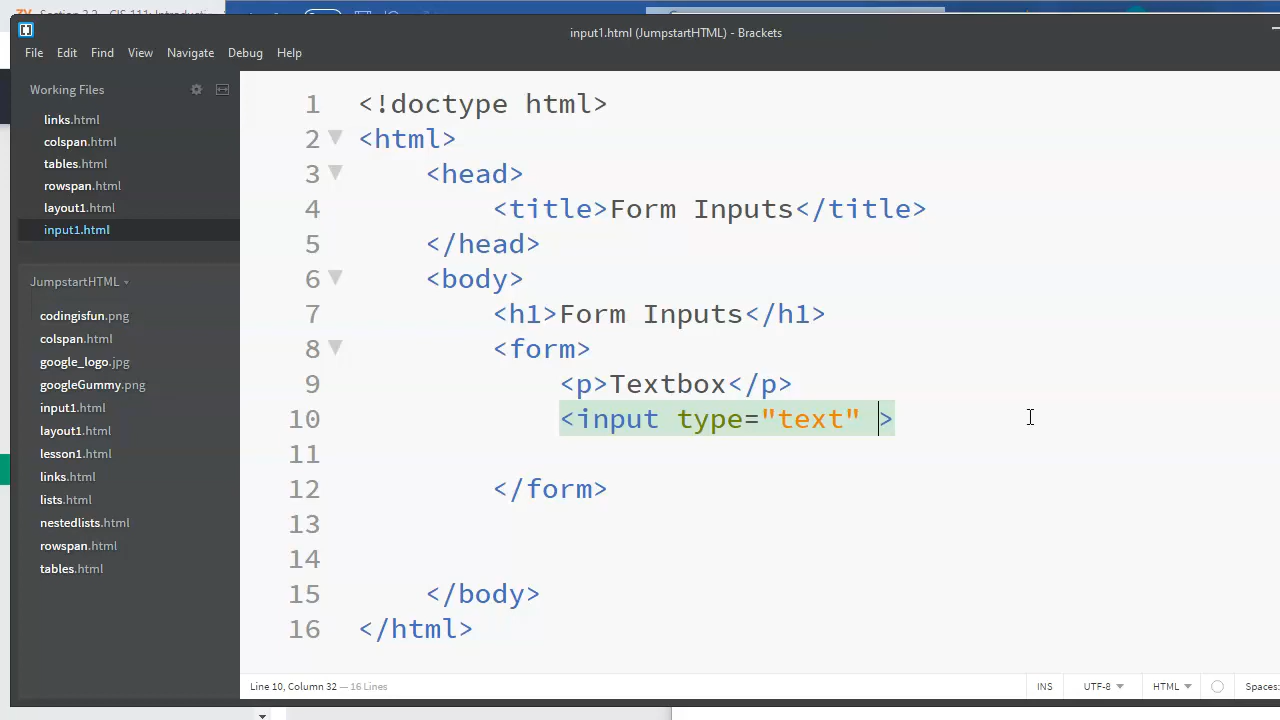 input1.html (JumpstartHTML) - Brackets
File Edit Find View Navigate Debug Help
Working Files
links.html
colspan.html
tables.html
rowspan.html
layout1.html
input1.html
JumpstartHTML
codingisfun.png
colspan.html
google_logo.jpg
googleGummy.png
input1.html
layout1.html
lesson1.html
links.html
lists.html
nestedlists.html
rowspan.html
tables.html
1 <!doctype html>
2 <html>
3 <head>
4 <title>Form Inputs</title>
5 </head>
6 <body>
7 <h1>Form Inputs</h1>
8 <form>
9 <p>Textbox</p>
10 <input type="text" >
11
12 </form>
13
14
15 </body>
16 </html>
Line 10, Column 32 — 16 Lines
INS UTF-8 HTML Spaces: